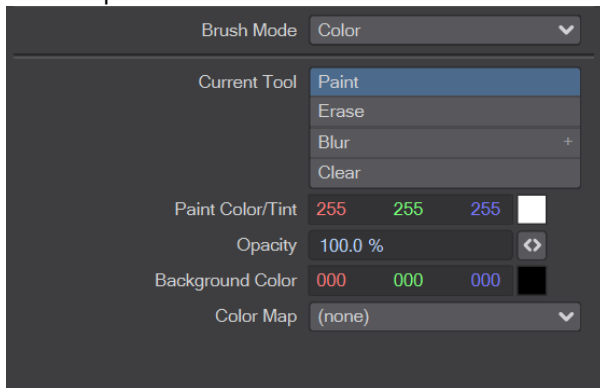 Brush Mode Color
Current Tool Paint
Erase
Blur +
Clear
Paint Color/Tint 255 255 255
Opacity 100.0 %
Background Color 000 000 000
Color Map (none)